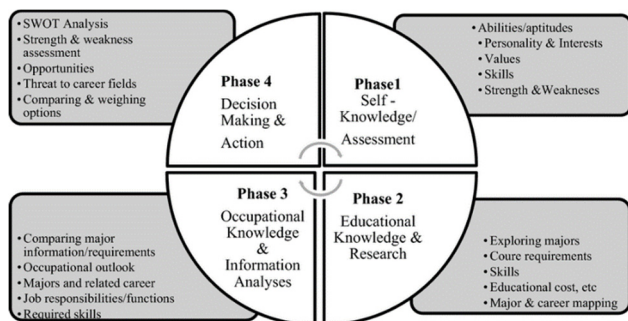 • SWOT Analysis
• Strength & weakness
assessment
• Opportunities
• Threat to career fields
• Comparing & weighing
options
• Abilities/aptitudes
• Personality & Interests
• Values
• Skills
• Strength &Weakneses
Phase 4
Decision
Making &
Action
Phase1
Self -
Knowledge/
Assessment
Phase 3
Occupational
Knowledge
&
Information
Analyses
Phase 2
Educational
Knowledge &
Research
• Comparing major
information/requirements
• Occupational outlook
• Majors and related career
• Job responsibilities/functions
• Required skills
• Exploring majors
• Coure requirements
• Skills
• Educational cost, etc
• Major & career mapping